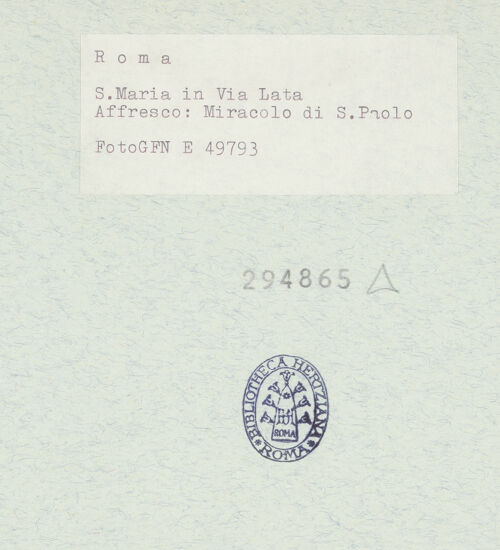 Roma
S.Maria in Via Lata
Affresco: Miracolo di S.Paolo
FotoGFN E 49793
294865
BIBLIOTHECA HERTZIANA
ROMA
* ROMA *